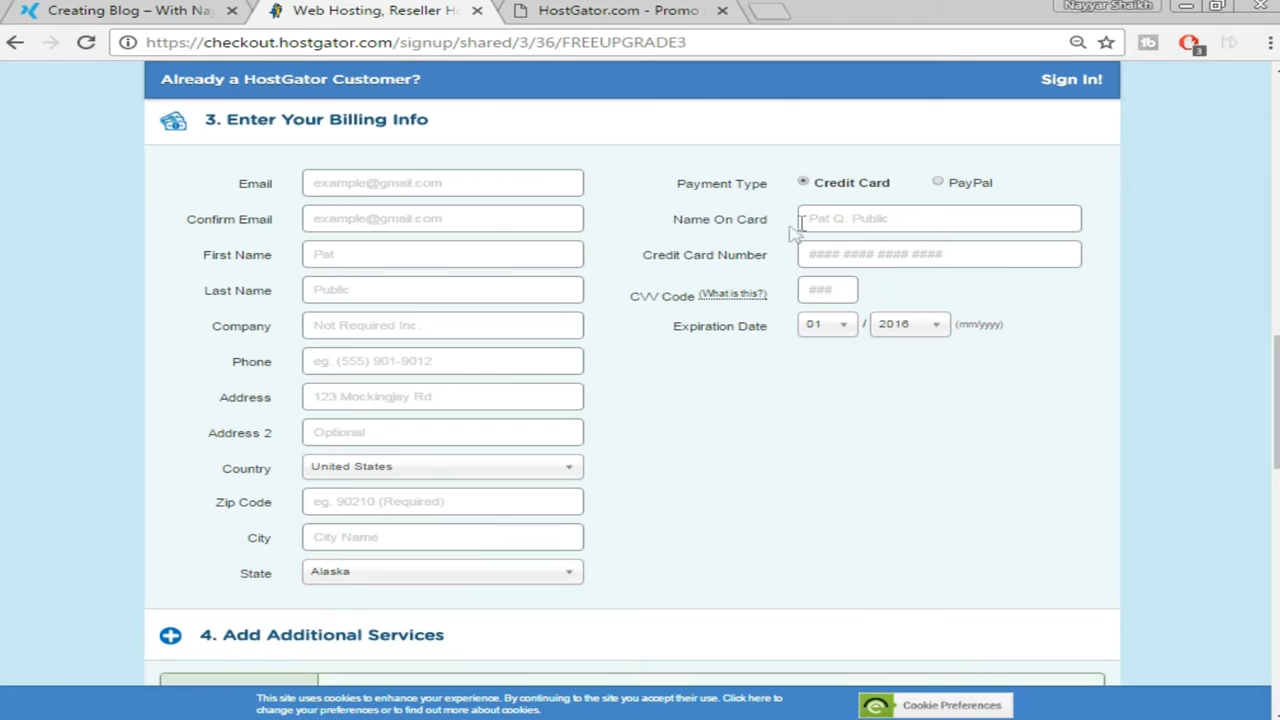 Creating Blog – With Nay
Web Hosting, Reseller Ho
HostGator.com - Promo
Nayyar Shaikh
https://checkout.hostgator.com/signup/shared/3/36/FREEUPGRADE3
tb
3
Already a HostGator Customer?
Sign In!
3. Enter Your Billing Info
Email
example@gmail.com
Confirm Email
example@gmail.com
First Name
Pat
Last Name
Public
Company
Not Required Inc.
Phone
eg. (555) 901-9012
Address
123 Mockingjay Rd.
Address 2
Optional
Country
United States
Zip Code
eg. 90210 (Required)
City
City Name
State
Alaska
Payment Type
Credit Card
PayPal
Name On Card
Pat Q. Public
Credit Card Number
#### #### #### ####
CVV Code (What is this?)
###
Expiration Date
01 / 2016 (mm/yyyy)
4. Add Additional Services
This site uses cookies to enhance your experience. By continuing to the site you accept their use. Click here to
change your preferences or to find out more about cookies.
Cookie Preferences